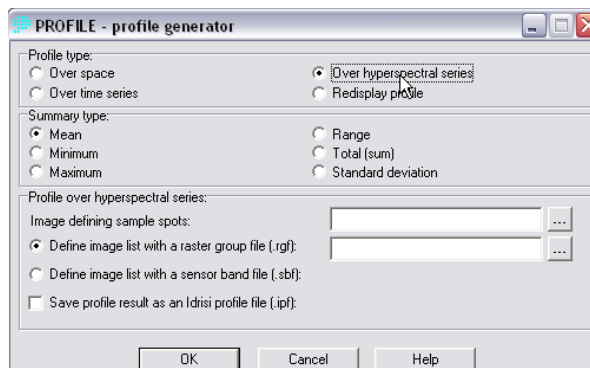 PROFILE - profile generator
Profile type:
Over space
Over hyperspectral series
Over time series
Redisplay profile
Summary type:
Mean
Range
Minimum
Total (sum)
Maximum
Standard deviation
Profile over hyperspectral series:
Image defining sample spots:
...
Define image list with a raster group file (.rgf):
...
Define image list with a sensor band file (.sbf):
Save profile result as an Idrisi profile file (.ipf):
OK
Cancel
Help